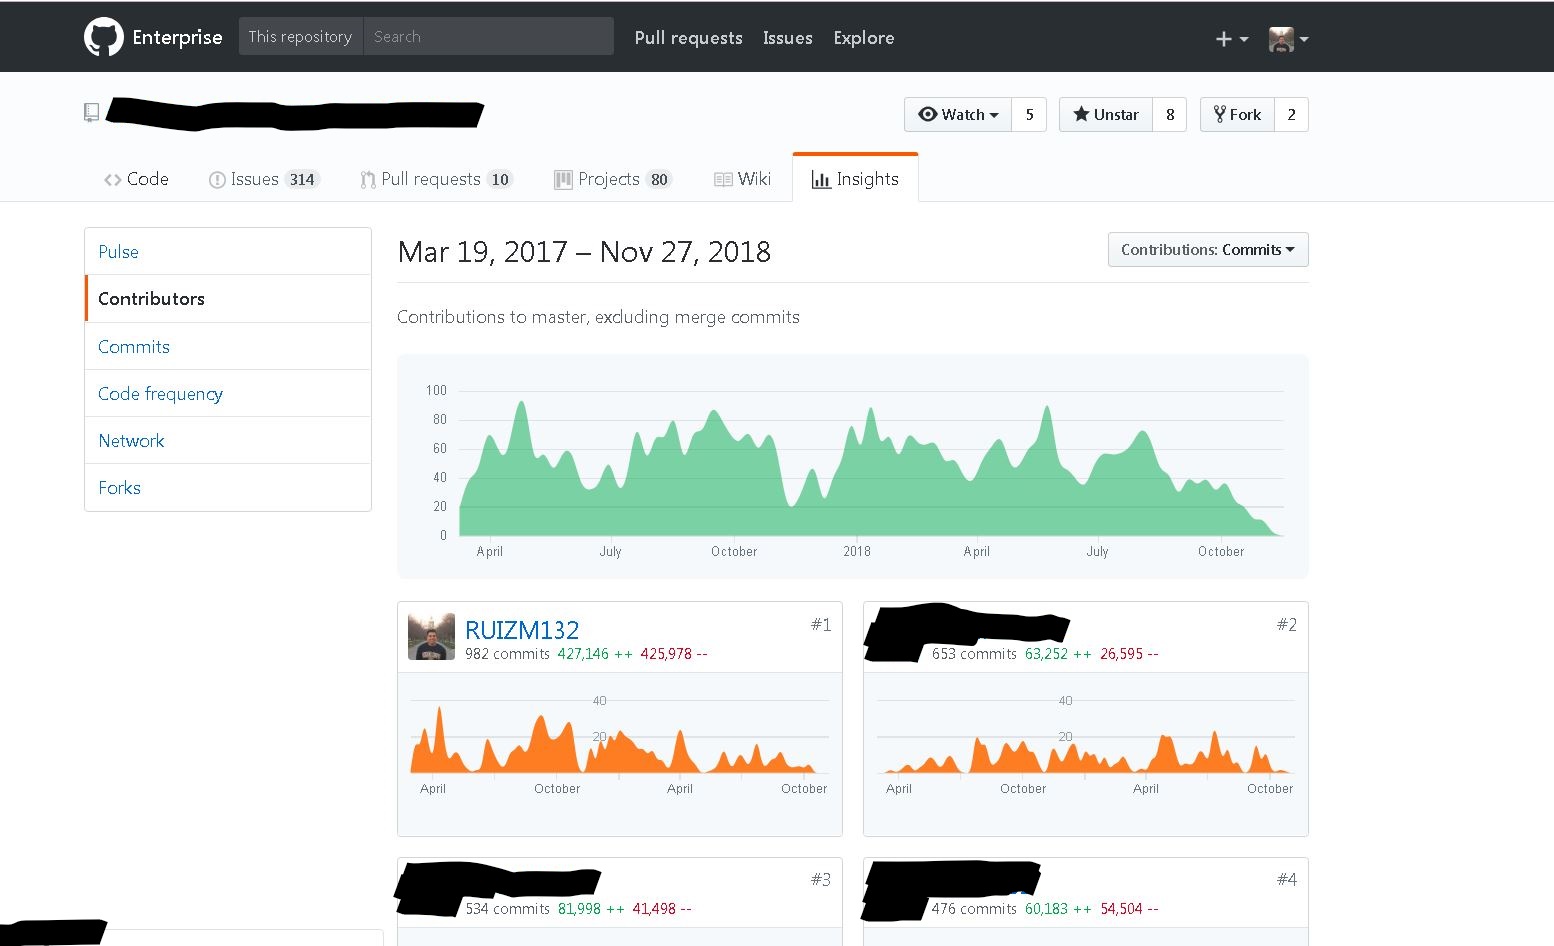 Enterprise This repository Search Pull requests Issues Explore
Watch 5 Unstar 8 Fork 2
Code Issues 314 Pull requests 10 Projects 80 Wiki Insights
Pulse
Contributors
Commits
Code frequency
Network
Forks
Mar 19, 2017 – Nov 27, 2018
Contributions: Commits
Contributions to master, excluding merge commits
100
80
60
40
20
0
April July October 2018 April July October
RUIZM132 #1
982 commits 427,146 ++ 425,978 --
40
20
April October April October
#2
653 commits 63,252 ++ 26,595 --
40
20
April October April October
#3
534 commits 81,998 ++ 41,498 --
#4
476 commits 60,183 ++ 54,504 --